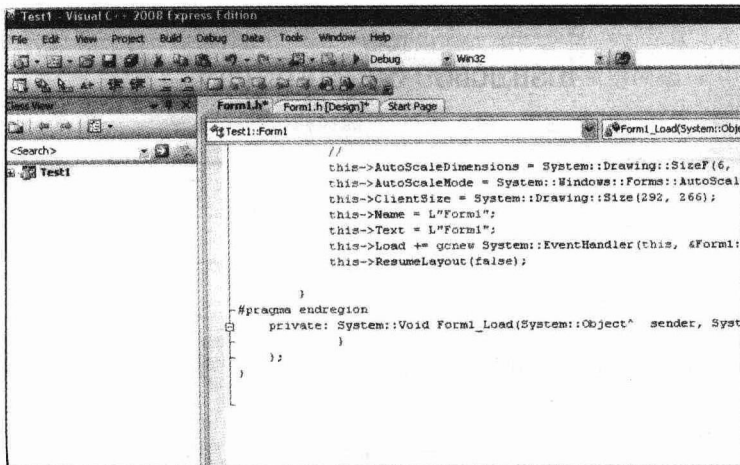 Test1 - Visual C++ 2008 Express Edition
File Edit View Project Build Debug Data Tools Window Help
Debug Win32
Class View
Form1.h* Form1.h [Design]* Start Page
<Search>
Test1
Test1::Form1 Form1_Load(System::Obje
//
this->AutoScaleDimensions = System::Drawing::SizeF(6,
this->AutoScaleMode = System::Windows::Forms::AutoScal
this->ClientSize = System::Drawing::Size(292, 266);
this->Name = L"Form1";
this->Text = L"Form1";
this->Load += gcnew System::EventHandler(this, &Form1:
this->ResumeLayout(false);
}
#pragma endregion
private: System::Void Form1_Load(System::Object^ sender, Syst
}
};
}